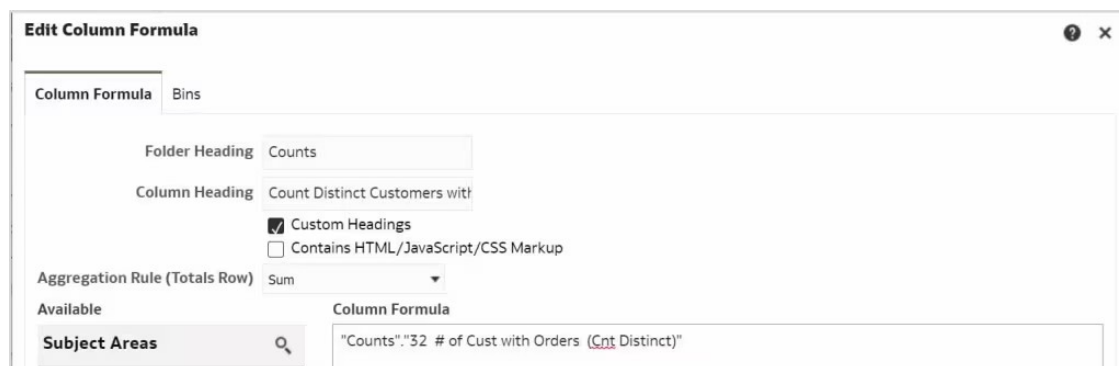 Edit Column Formula
Column Formula Bins
Folder Heading Counts
Column Heading Count Distinct Customers with
Custom Headings
Contains HTML/JavaScript/CSS Markup
Aggregation Rule (Totals Row) Sum
Available Column Formula
Subject Areas "Counts"."32  # of Cust with Orders  (Cnt Distinct)"